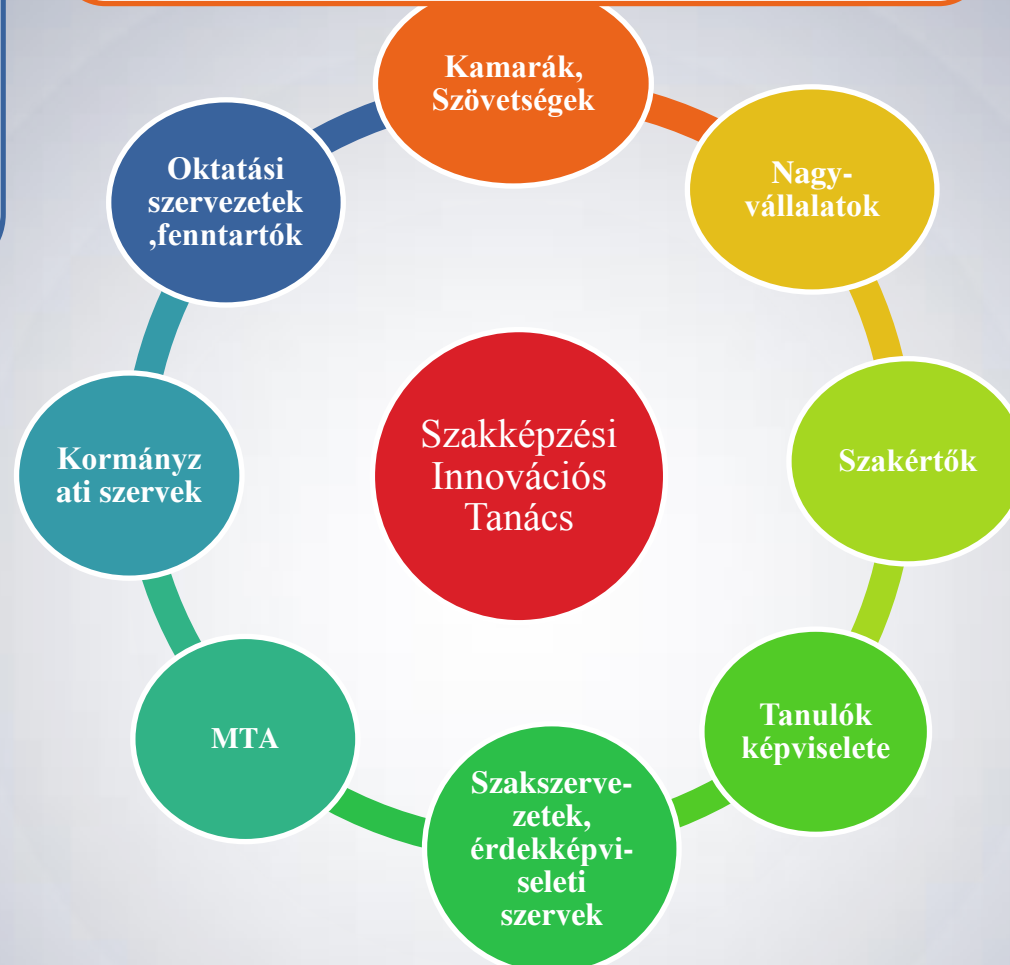 Kamarák,
Szövetségek
Nagy-
vállalatok
Szakértők
Tanulók
képviselete
Szakszerve-
zetek,
érdekképvi-
seleti
szervek
MTA
Kormányz
ati szervek
Oktatási
szervezetek
,fenntartók
Szakképzési
Innovációs
Tanács